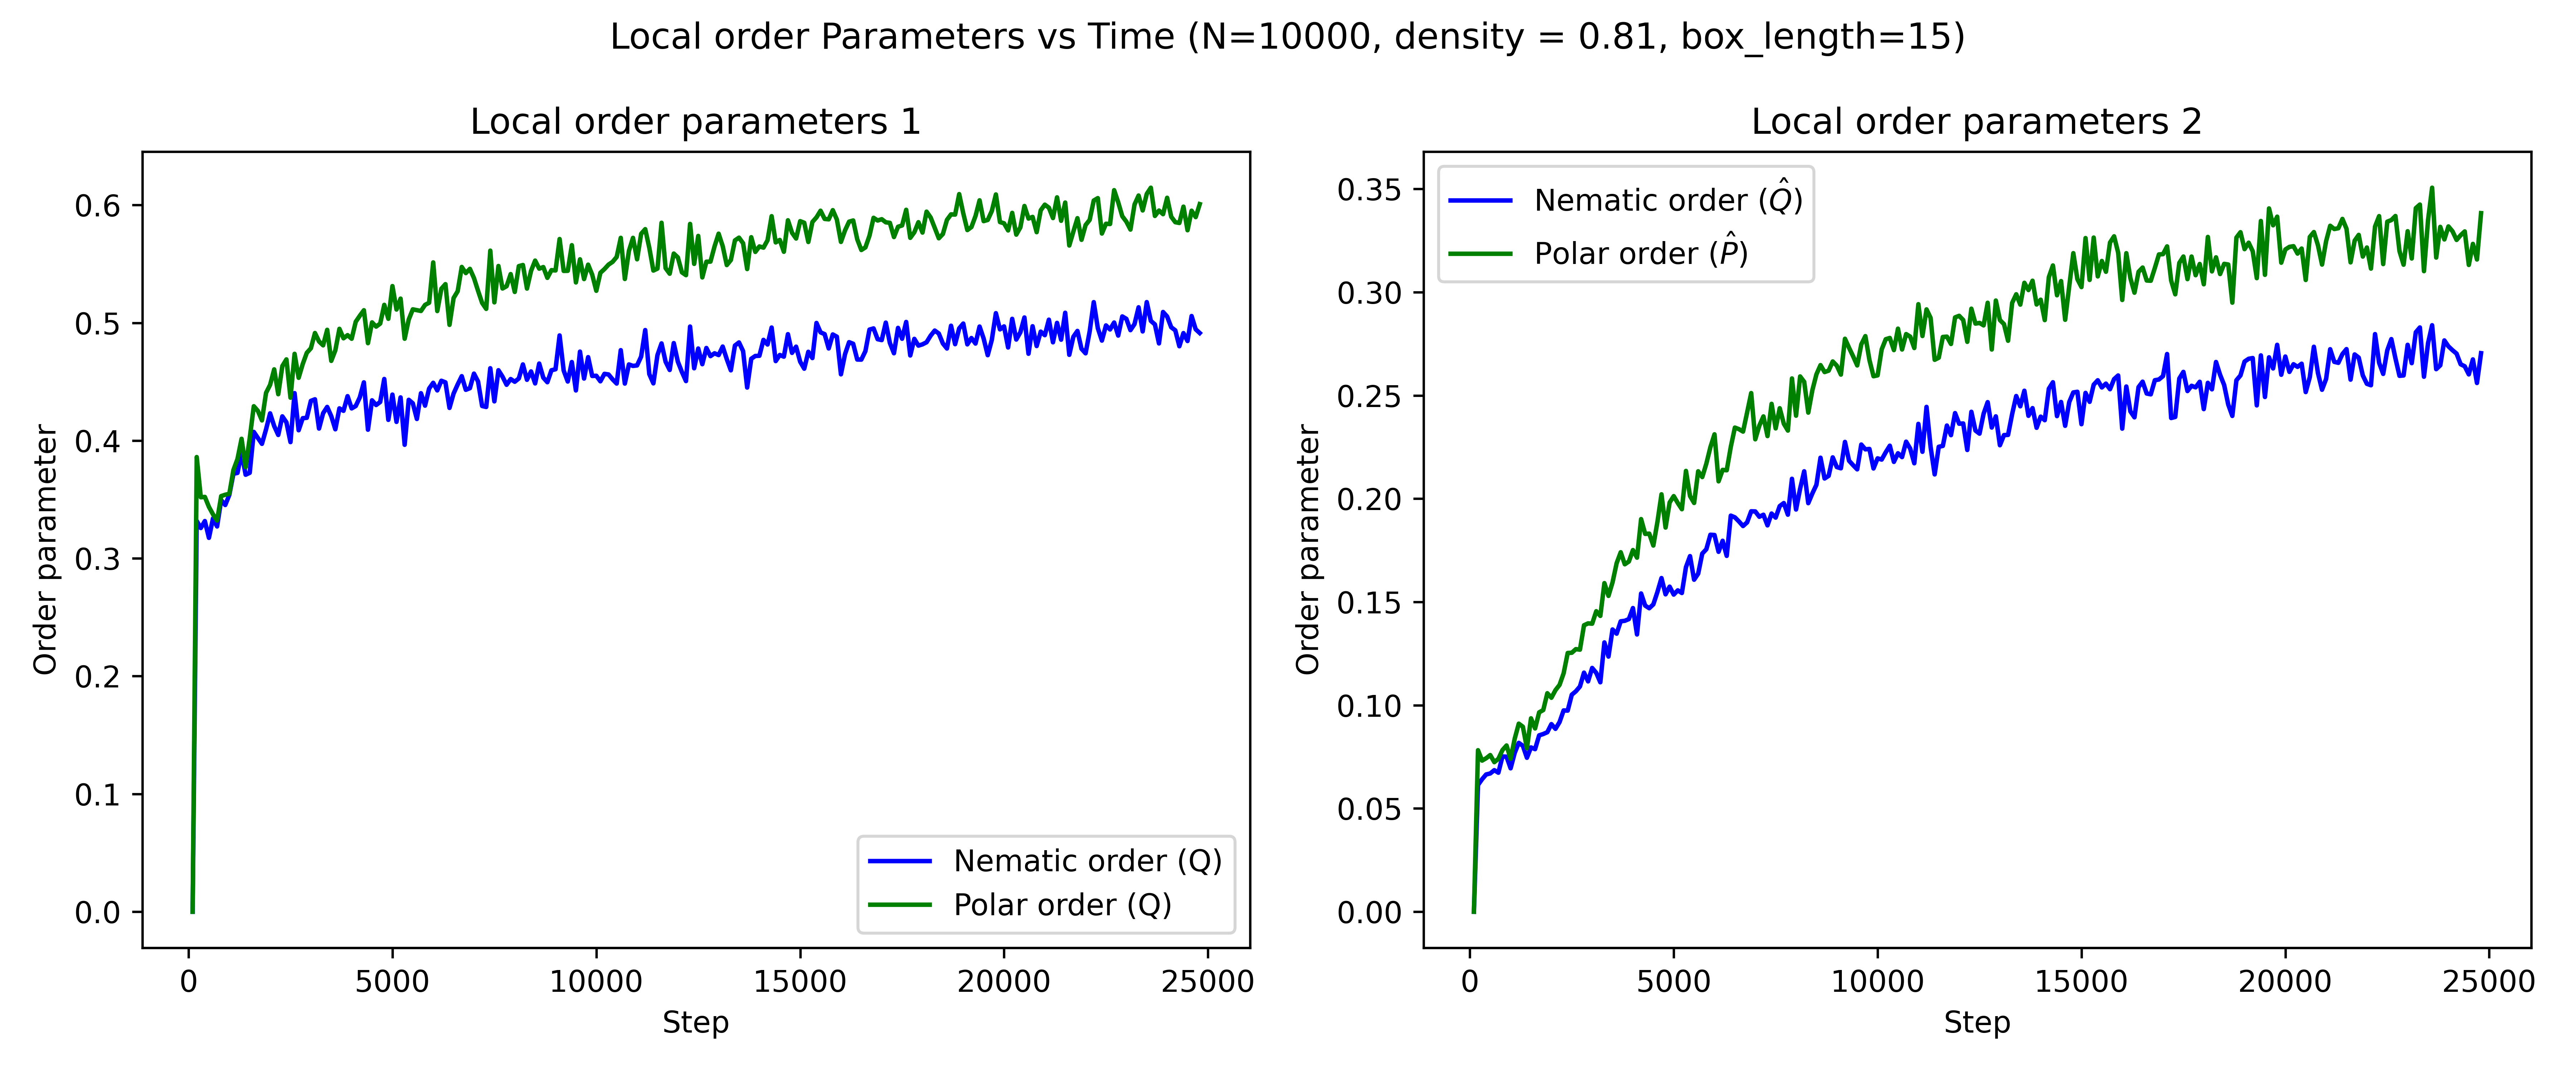 Local order Parameters vs Time (N=10000, density = 0.81, box_length=15)
Local order parameters 1
Order parameter
0.6
0.5
0.4
0.3
0.2
0.1
0.0
Nematic order (Q)
Polar order (Q)
0 5000 10000 15000 20000 25000
Step
Local order parameters 2
Order parameter
0.35
0.30
0.25
0.20
0.15
0.10
0.05
0.00
Nematic order (Q̂)
Polar order (P̂)
0 5000 10000 15000 20000 25000
Step